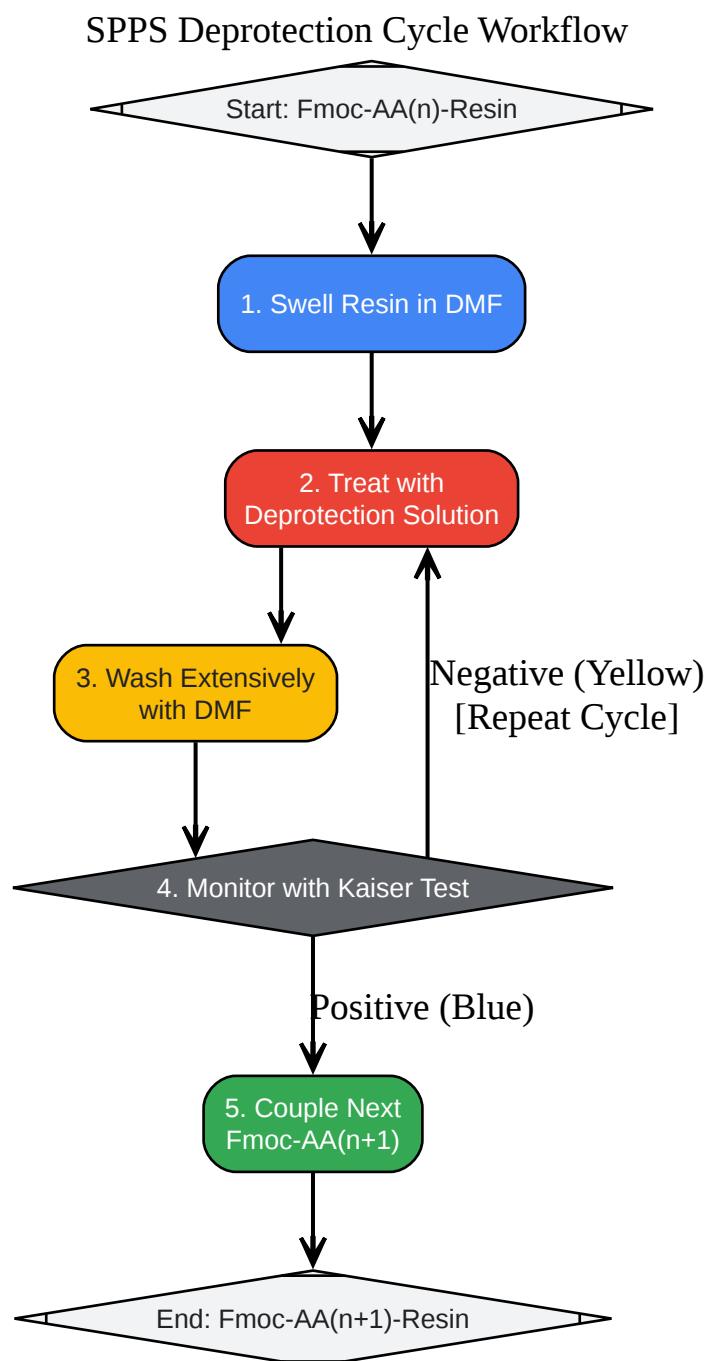 SPPS Deprotection Cycle Workflow
Start: Fmoc-AA(n)-Resin
1. Swell Resin in DMF
2. Treat with
Deprotection Solution
3. Wash Extensively
with DMF
Negative (Yellow)
[Repeat Cycle]
4. Monitor with Kaiser Test
Positive (Blue)
5. Couple Next
Fmoc-AA(n+1)
End: Fmoc-AA(n+1)-Resin